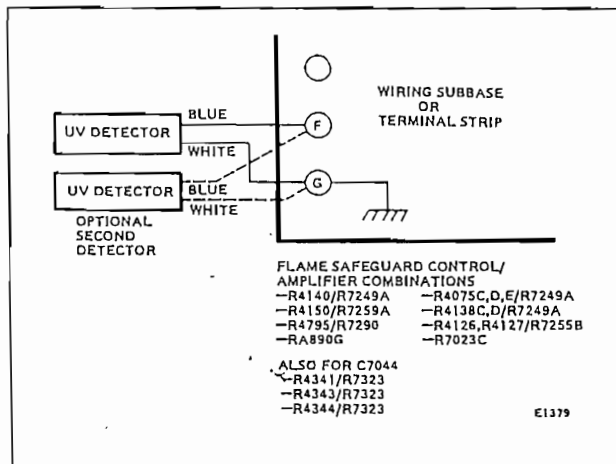 WIRING SUBBASE
OR
TERMINAL STRIP
BLUE
UV DETECTOR
F
WHITE
G
UV DETECTOR
BLUE
WHITE
OPTIONAL
SECOND
DETECTOR
FLAME SAFEGUARD CONTROL/
AMPLIFIER COMBINATIONS
—R4140/R7249A —R4075C,D,E/R7249A
—R4150/R7259A —R4138C,D/R7249A
—R4795/R7290 —R4126,R4127/R7255B
—RA890G —R7023C
ALSO FOR C7044
—R4341/R7323
—R4343/R7323
—R4344/R7323
E1379